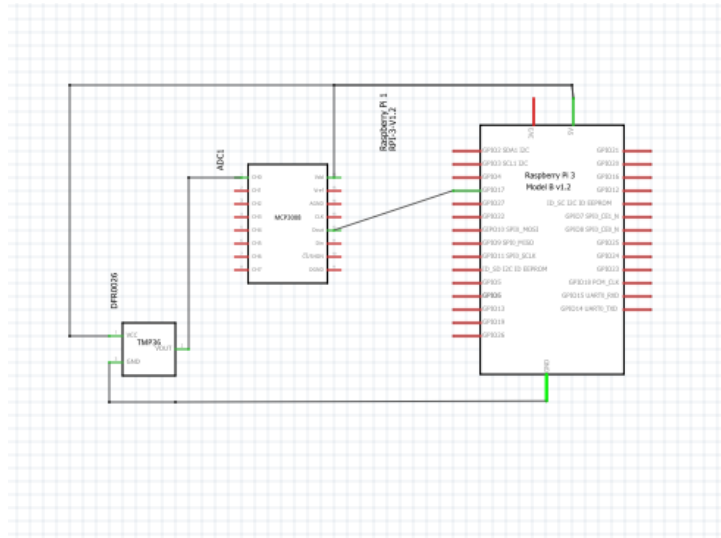 Raspberry Pi 1
RPI-3-V1.2
ADC1
DFR0026
3V3
5V
Raspberry Pi 3
Model B v1.2
GPIO2 SDA1 I2C
GPIO3 SCL1 I2C
GPIO4
GPIO17
GPIO27
GPIO22
GPIO10 SPI0_MOSI
GPIO9 SPI0_MISO
GPIO11 SPI0_SCLK
ID_SD I2C ID EEPROM
GPIO5
GPIO6
GPIO13
GPIO19
GPIO26
GPIO21
GPIO20
GPIO16
GPIO12
ID_SC I2C ID EEPROM
GPIO7 SPI0_CE1_N
GPIO8 SPI0_CE0_N
GPIO25
GPIO24
GPIO23
GPIO18 PCM_CLK
GPIO15 UART0_RXD
GPIO14 UART0_TXD
GND
MCP3008
CH0
CH1
CH2
CH3
CH4
CH5
CH6
CH7
Vdd
Vref
AGND
CLK
Dout
Din
CS/SHDN
DGND
TMP36
VCC
VOUT
GND